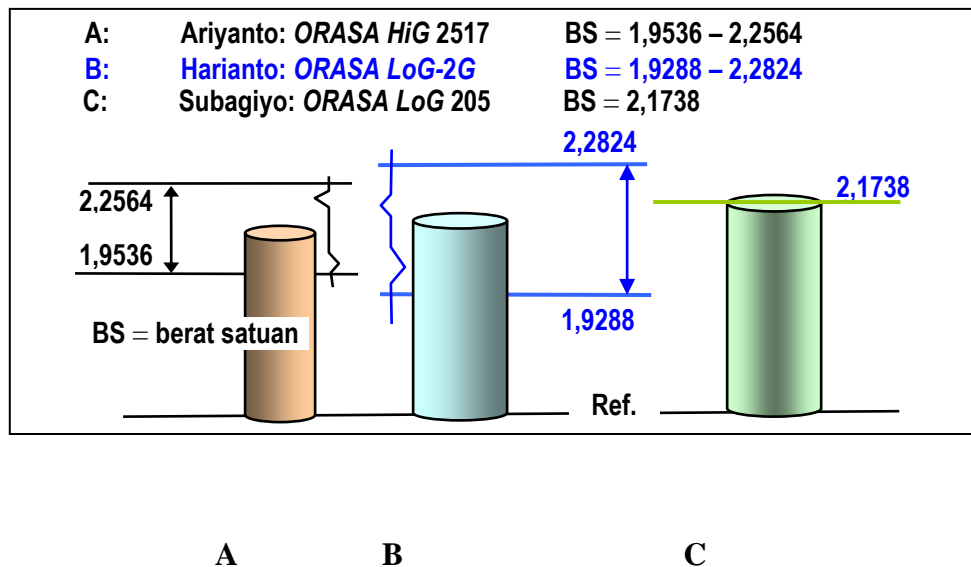 A: Ariyanto: ORASA HiG 2517 BS = 1,9536 – 2,2564
B: Harianto: ORASA LoG-2G BS = 1,9288 – 2,2824
C: Subagiyo: ORASA LoG 205 BS = 2,1738
2,2824
2,2564
2,1738
1,9536
1,9288
BS = berat satuan
Ref.
A B C